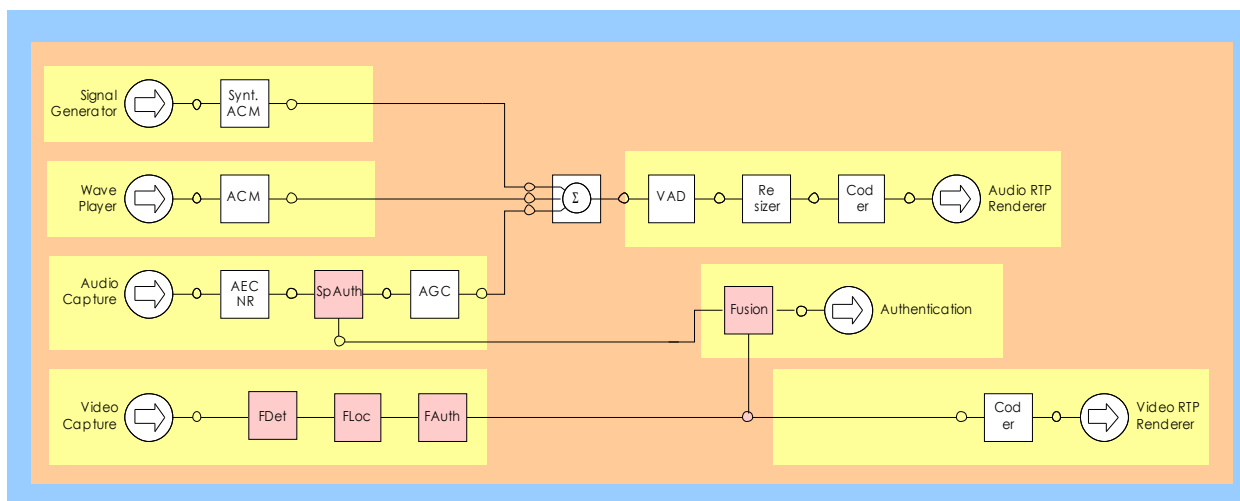 Signal
Generator
Synt.
ACM
Wave
Player
ACM
Σ
VAD
Re
sizer
Cod
er
Audio RTP
Renderer
Audio
Capture
AEC
NR
SpAuth
AGC
Fusion
Authentication
Video
Capture
FDet
FLoc
FAuth
Cod
er
Video RTP
Renderer